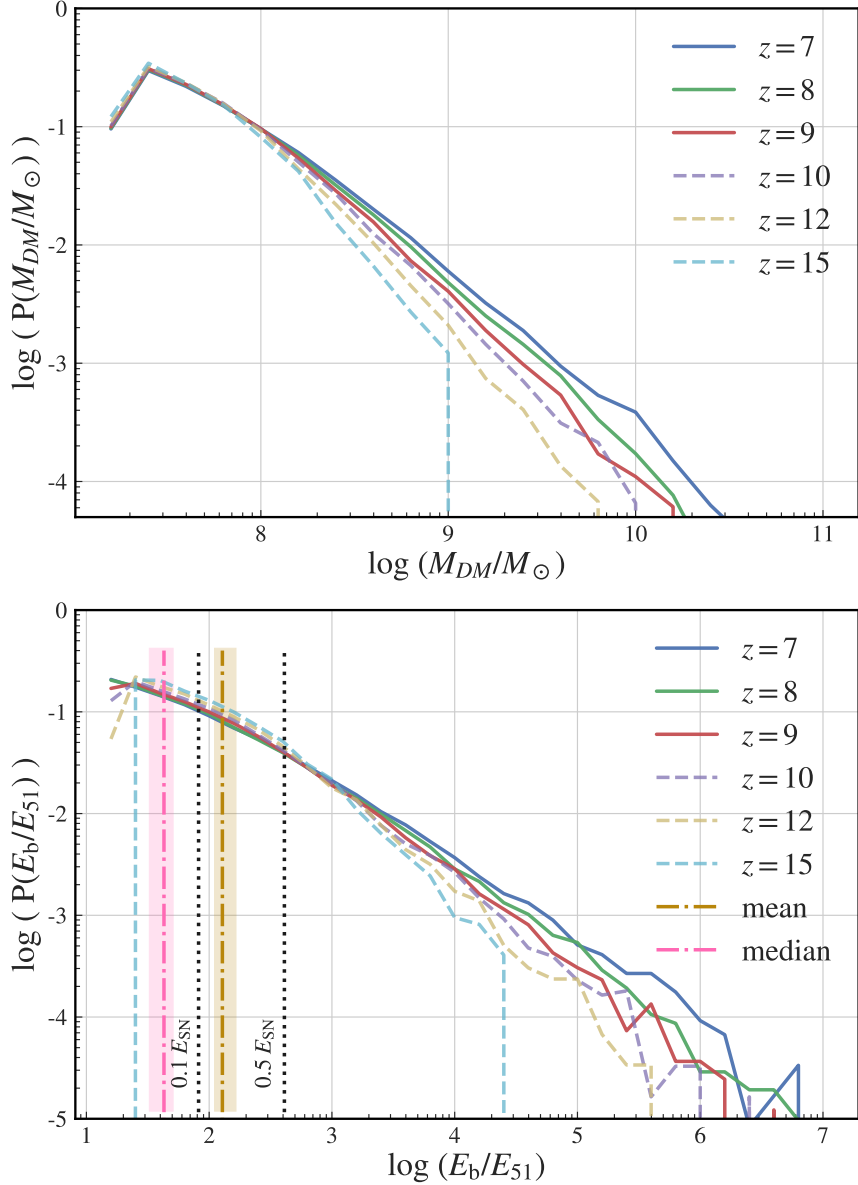 0
-1
-2
-3
-4
log ( P(M_DM/M_⊙) )
z = 7
z = 8
z = 9
z = 10
z = 12
z = 15
8 9 10 11
log (M_DM/M_⊙)
0
-1
-2
-3
-4
-5
log ( P(E_b/E_51) )
z = 7
z = 8
z = 9
z = 10
z = 12
z = 15
mean
median
0.1 E_SN
0.5 E_SN
1 2 3 4 5 6 7
log (E_b/E_51)